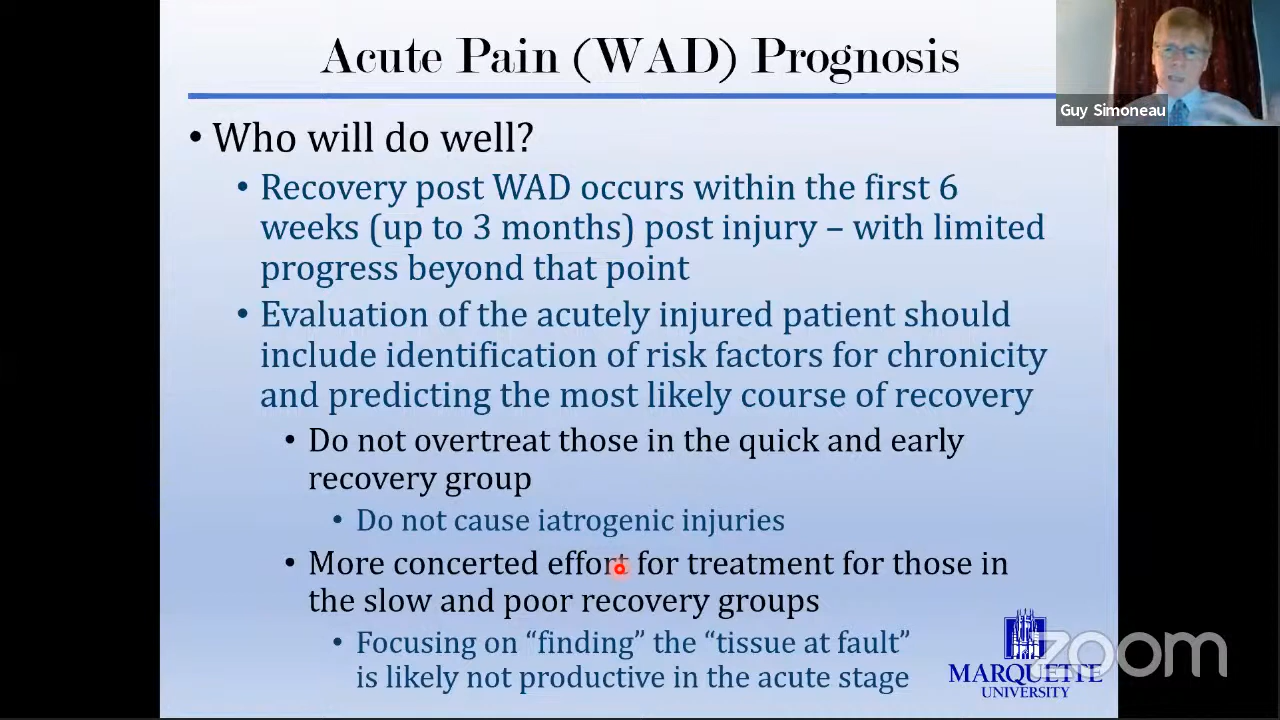 Acute Pain (WAD) Prognosis
Guy Simoneau
• Who will do well?
• Recovery post WAD occurs within the first 6
weeks (up to 3 months) post injury – with limited
progress beyond that point
• Evaluation of the acutely injured patient should
include identification of risk factors for chronicity
and predicting the most likely course of recovery
• Do not overtreat those in the quick and early
recovery group
• Do not cause iatrogenic injuries
• More concerted effort for treatment for those in
the slow and poor recovery groups
• Focusing on “finding” the “tissue at fault”
is likely not productive in the acute stage
zoom
MARQUETTE
UNIVERSITY